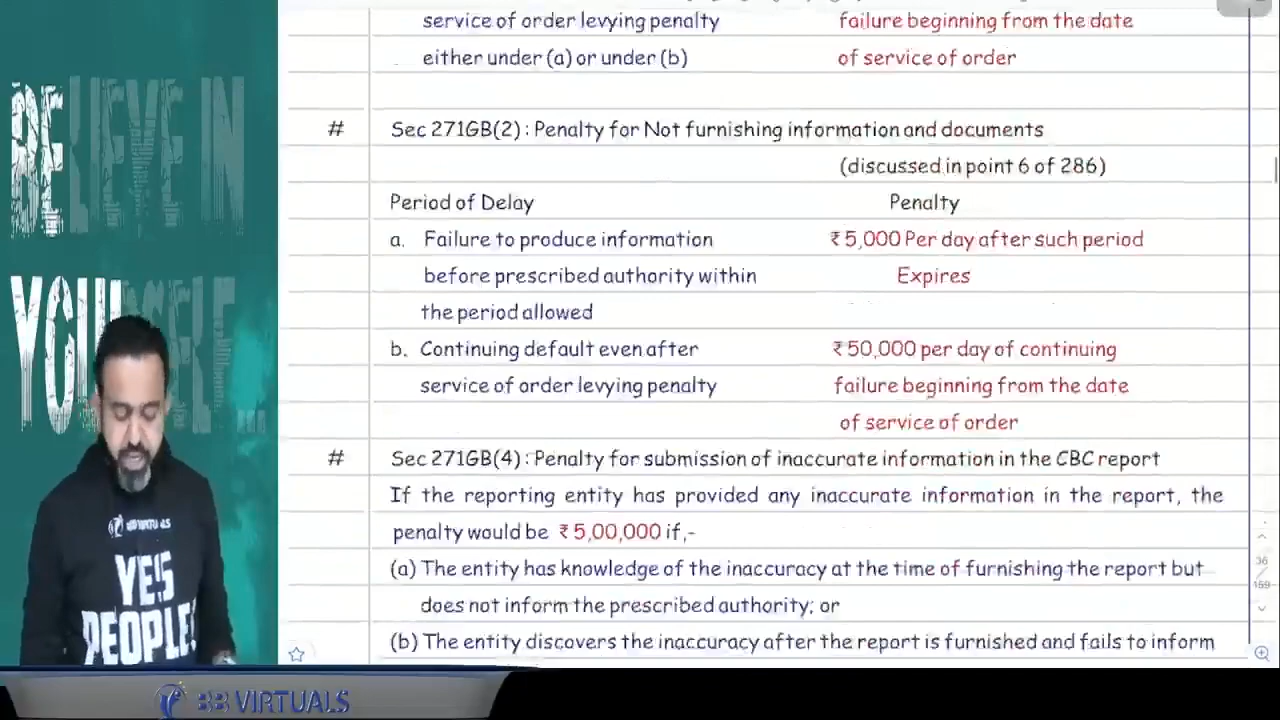 BELIEVE IN
YOURSELF...
service of order levying penalty failure beginning from the date
either under (a) or under (b) of service of order
# Sec 271GB(2) : Penalty for Not furnishing information and documents
(discussed in point 6 of 286)
Period of Delay Penalty
a. Failure to produce information ₹ 5,000 Per day after such period
before prescribed authority within Expires
the period allowed
b. Continuing default even after ₹ 50,000 per day of continuing
service of order levying penalty failure beginning from the date
of service of order
# Sec 271GB(4) : Penalty for submission of inaccurate information in the CBC report
If the reporting entity has provided any inaccurate information in the report, the
penalty would be ₹ 5,00,000 if,-
(a) The entity has knowledge of the inaccuracy at the time of furnishing the report but
does not inform the prescribed authority; or
(b) The entity discovers the inaccuracy after the report is furnished and fails to inform
36
159
BB VIRTUALS
YES
PEOPLE!
BB VIRTUALS